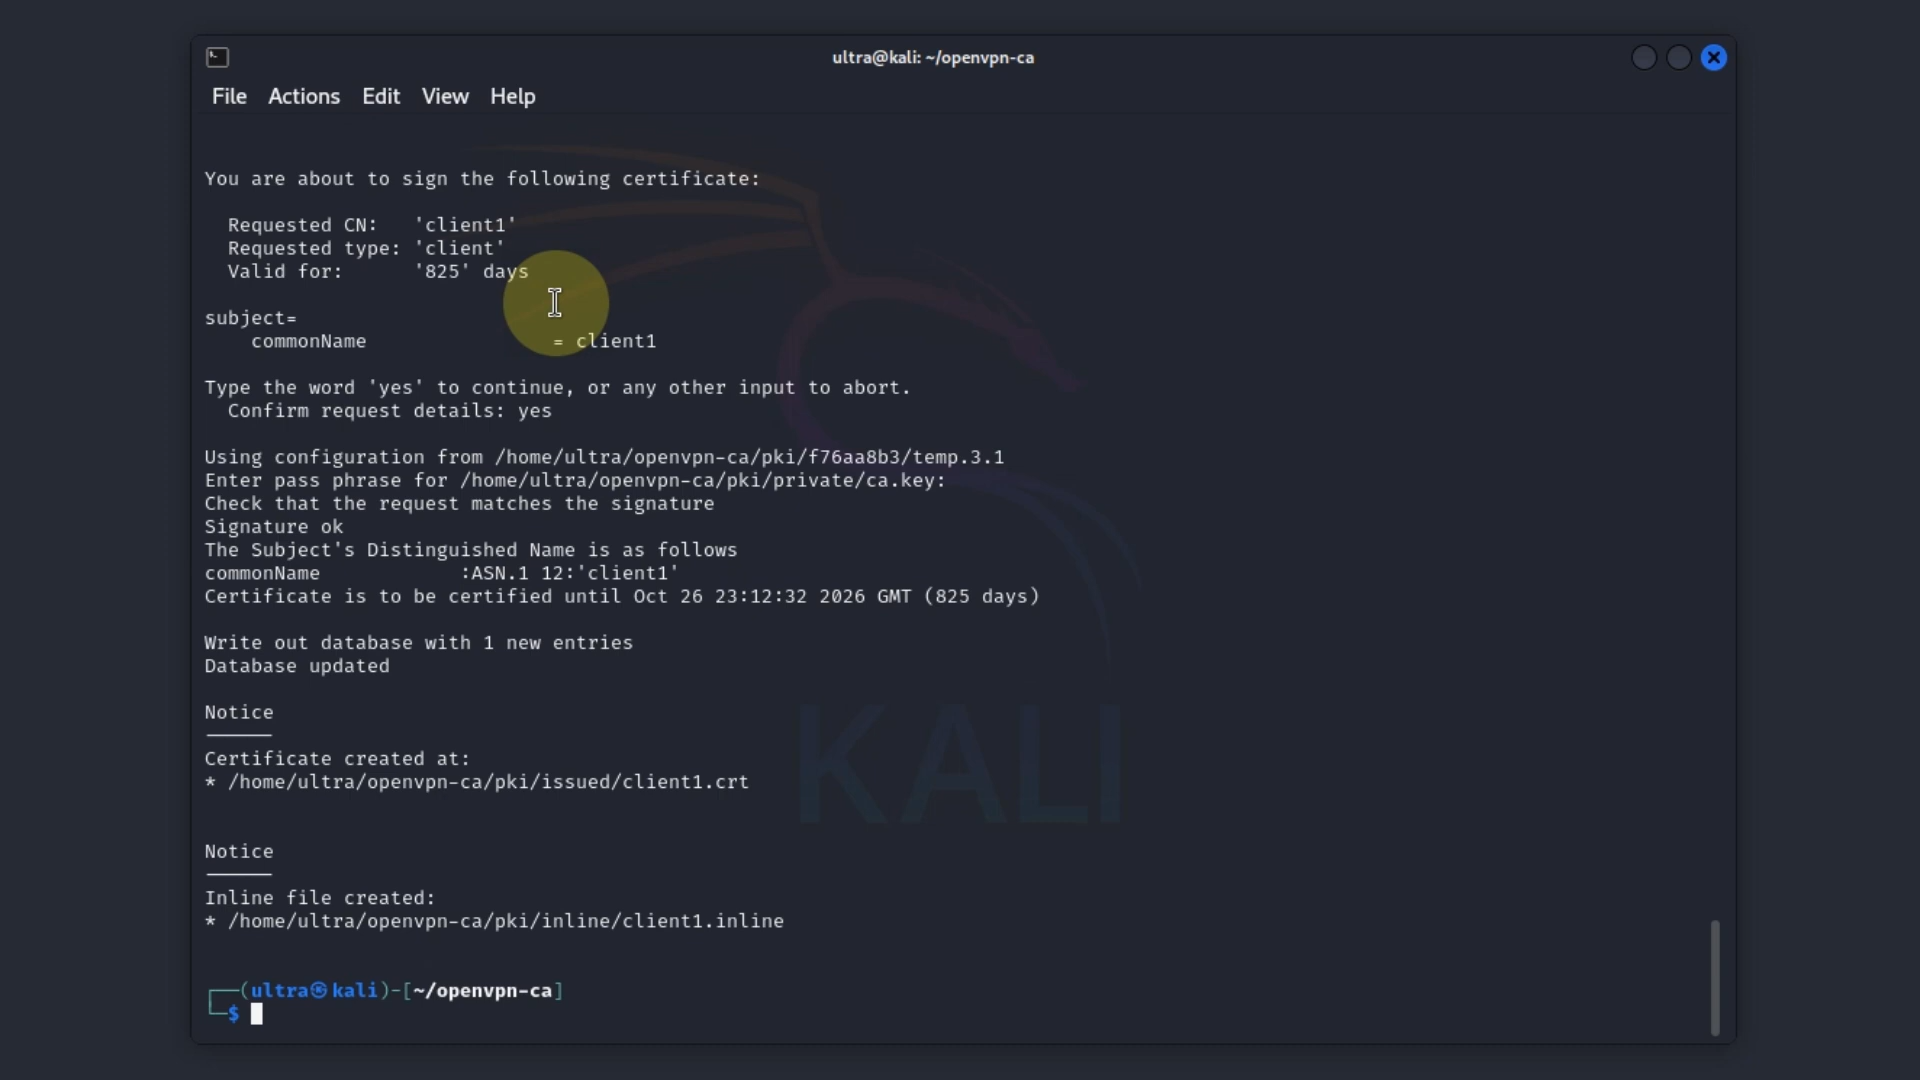 ultra@kali: ~/openvpn-ca
File Actions Edit View Help
You are about to sign the following certificate:
Requested CN: 'client1'
Requested type: 'client'
Valid for: '825' days
subject=
commonName = client1
Type the word 'yes' to continue, or any other input to abort.
Confirm request details: yes
Using configuration from /home/ultra/openvpn-ca/pki/f76aa8b3/temp.3.1
Enter pass phrase for /home/ultra/openvpn-ca/pki/private/ca.key:
Check that the request matches the signature
Signature ok
The Subject's Distinguished Name is as follows
commonName :ASN.1 12:'client1'
Certificate is to be certified until Oct 26 23:12:32 2026 GMT (825 days)
Write out database with 1 new entries
Database updated
Notice
------
Certificate created at:
* /home/ultra/openvpn-ca/pki/issued/client1.crt
Notice
------
Inline file created:
* /home/ultra/openvpn-ca/pki/inline/client1.inline
┌──(ultra㉿kali)-[~/openvpn-ca]
└─$
KALI